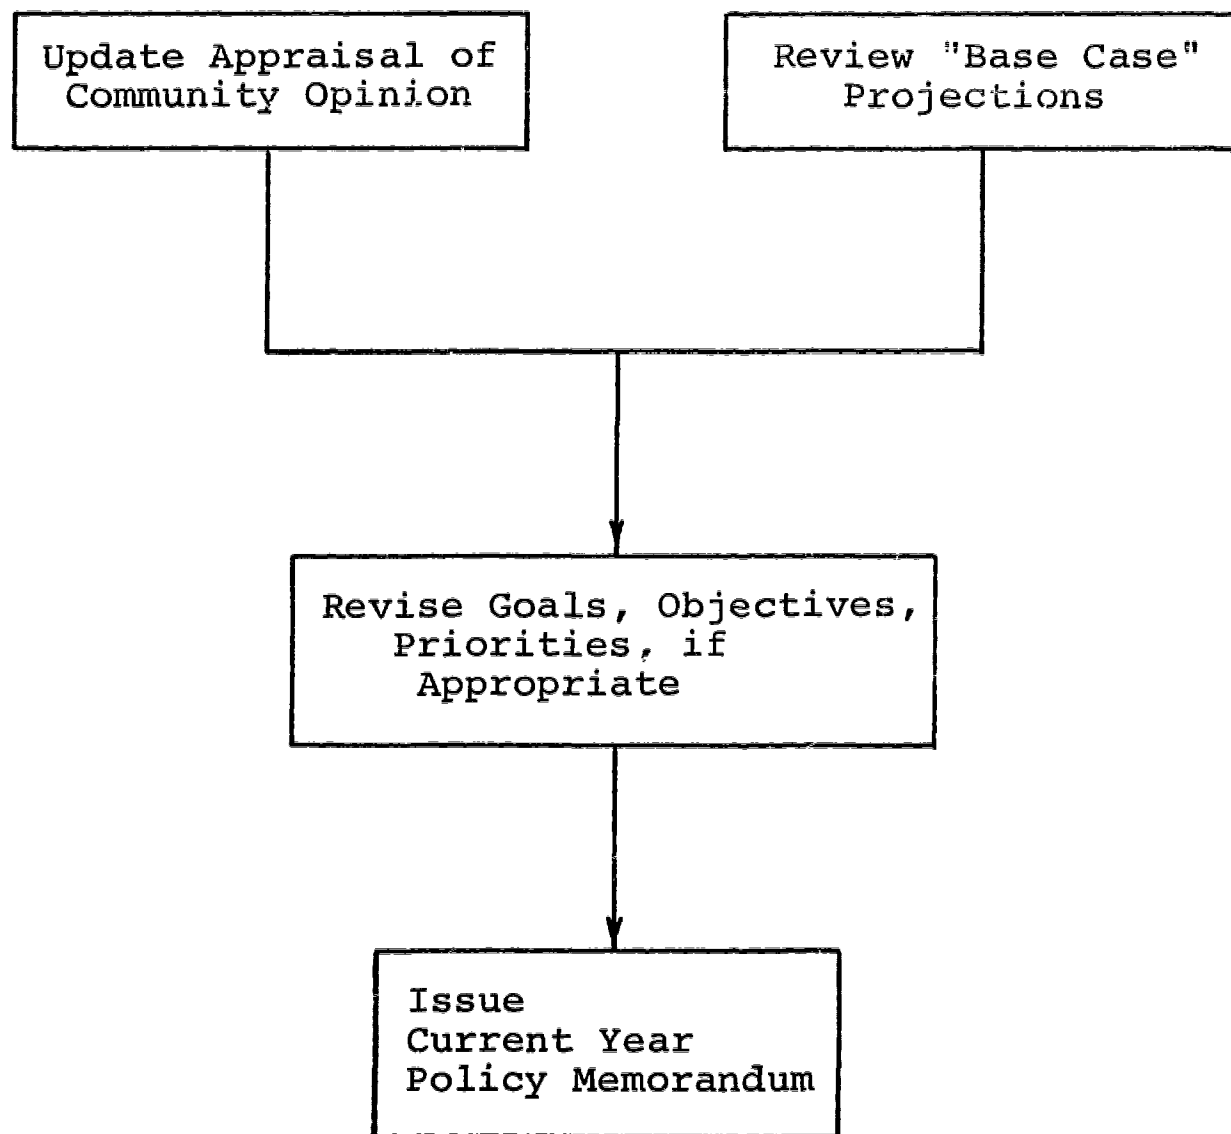 Update Appraisal of
Community Opinion
Review "Base Case"
Projections
Revise Goals, Objectives,
Priorities, if
Appropriate
Issue
Current Year
Policy Memorandum